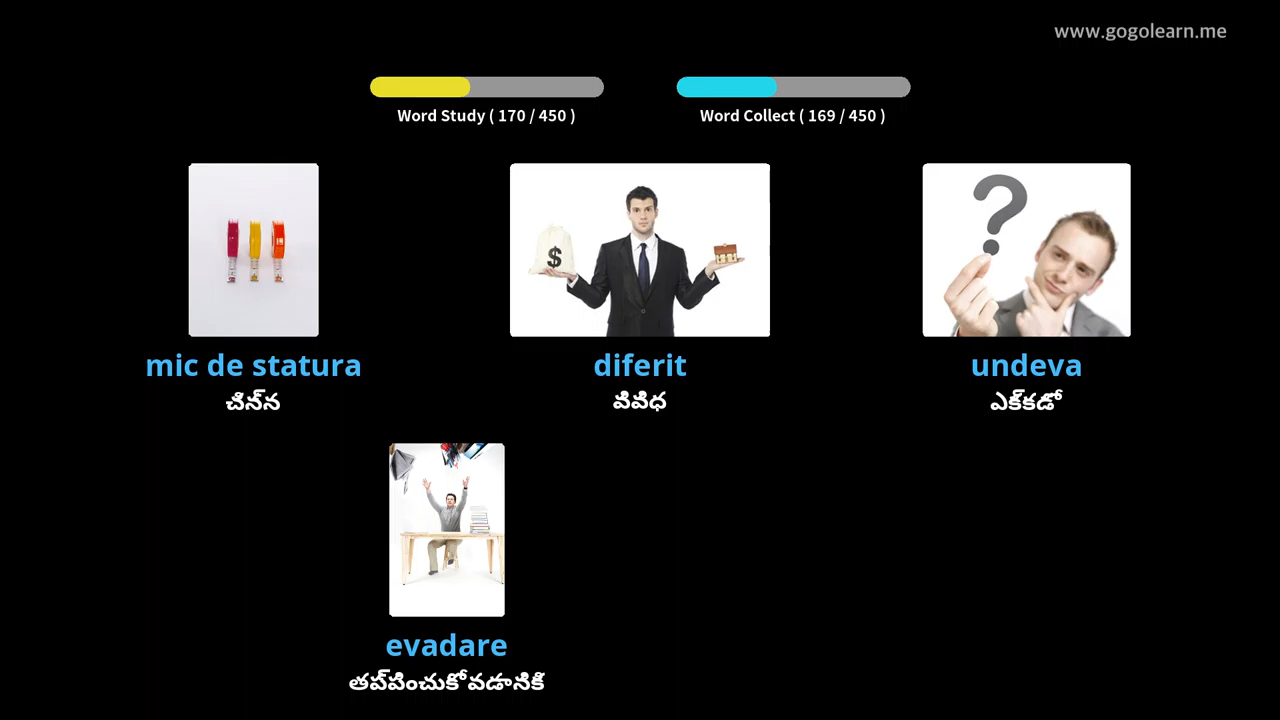 www.gogolearn.me
Word Study ( 170 / 450 )
Word Collect ( 169 / 450 )
mic de statura
చిన్న
diferit
వివిధ
undeva
ఎక్కడో
evadare
తప్పించుకోవడానికి
$
?